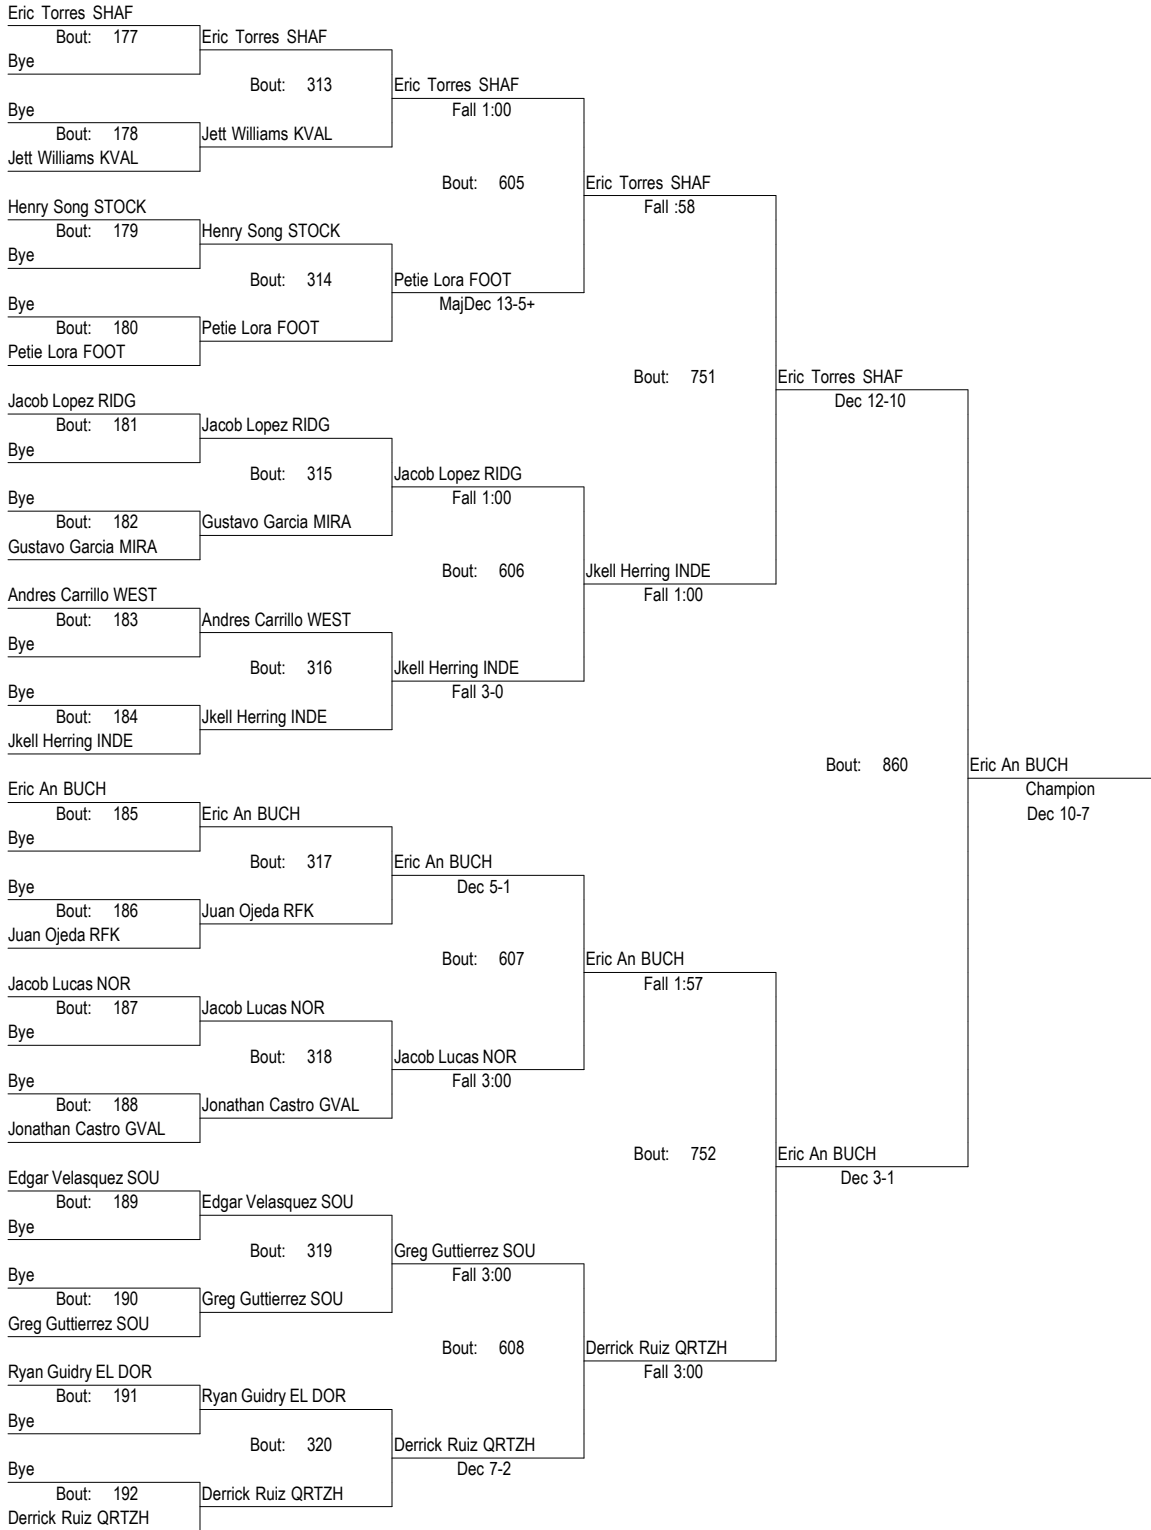 Eric Torres SHAF
Bout: 177 Eric Torres SHAF
Bye
Bout: 313 Eric Torres SHAF
Bye Fall 1:00
Bout: 178 Jett Williams KVAL
Jett Williams KVAL
Bout: 605 Eric Torres SHAF
Henry Song STOCK Fall :58
Bout: 179 Henry Song STOCK
Bye
Bout: 314 Petie Lora FOOT
Bye MajDec 13-5+
Bout: 180 Petie Lora FOOT
Petie Lora FOOT
Bout: 751 Eric Torres SHAF
Jacob Lopez RIDG Dec 12-10
Bout: 181 Jacob Lopez RIDG
Bye
Bout: 315 Jacob Lopez RIDG
Bye Fall 1:00
Bout: 182 Gustavo Garcia MIRA
Gustavo Garcia MIRA
Bout: 606 Jkell Herring INDE
Andres Carrillo WEST Fall 1:00
Bout: 183 Andres Carrillo WEST
Bye
Bout: 316 Jkell Herring INDE
Bye Fall 3-0
Bout: 184 Jkell Herring INDE
Jkell Herring INDE
Bout: 860 Eric An BUCH
Eric An BUCH Champion
Bout: 185 Eric An BUCH Dec 10-7
Bye
Bout: 317 Eric An BUCH
Bye Dec 5-1
Bout: 186 Juan Ojeda RFK
Juan Ojeda RFK
Bout: 607 Eric An BUCH
Jacob Lucas NOR Fall 1:57
Bout: 187 Jacob Lucas NOR
Bye
Bout: 318 Jacob Lucas NOR
Bye Fall 3:00
Bout: 188 Jonathan Castro GVAL
Jonathan Castro GVAL
Bout: 752 Eric An BUCH
Edgar Velasquez SOU Dec 3-1
Bout: 189 Edgar Velasquez SOU
Bye
Bout: 319 Greg Guttierrez SOU
Bye Fall 3:00
Bout: 190 Greg Guttierrez SOU
Greg Guttierrez SOU
Bout: 608 Derrick Ruiz QRTZH
Ryan Guidry EL DOR Fall 3:00
Bout: 191 Ryan Guidry EL DOR
Bye
Bout: 320 Derrick Ruiz QRTZH
Bye Dec 7-2
Bout: 192 Derrick Ruiz QRTZH
Derrick Ruiz QRTZH